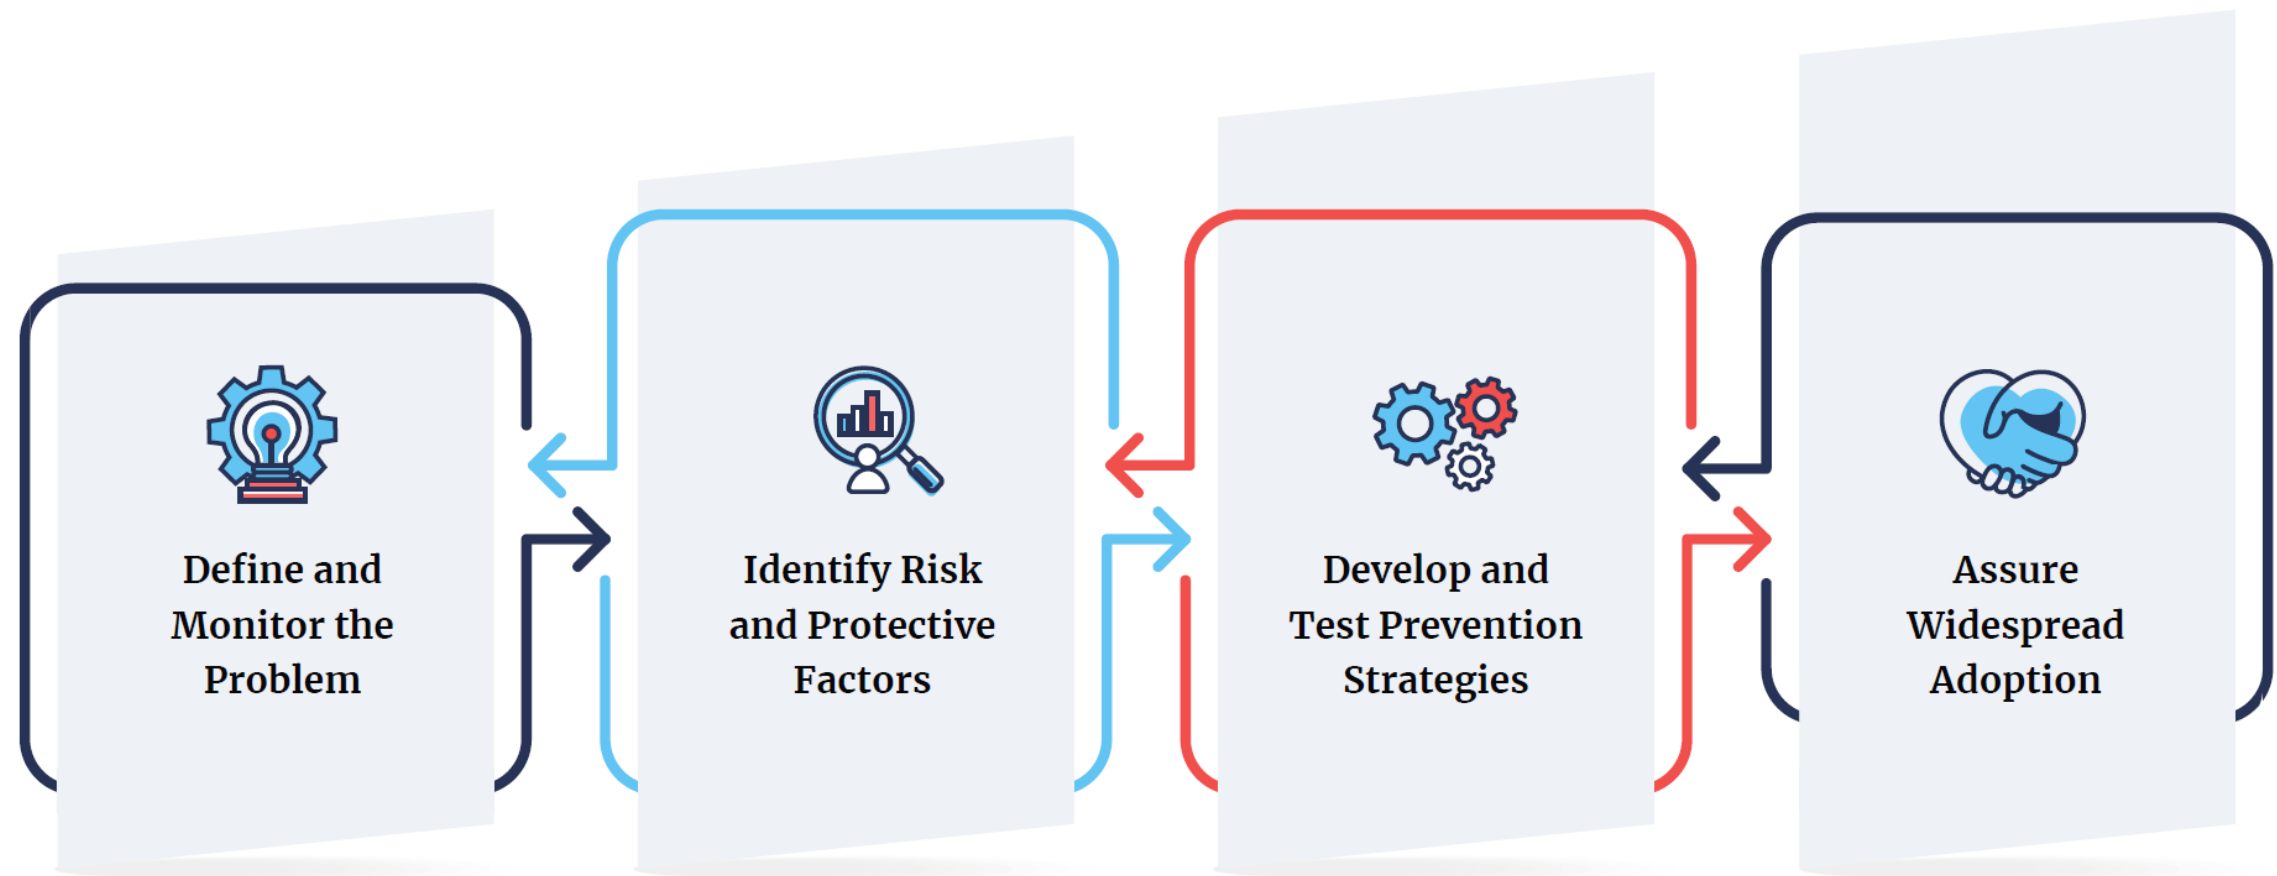 Define and
Monitor the
Problem
Identify Risk
and Protective
Factors
Develop and
Test Prevention
Strategies
Assure
Widespread
Adoption